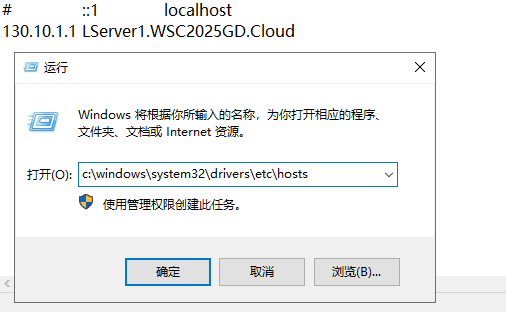 # ::1 localhost
130.10.1.1 LServer1.WSC2025GD.Cloud
运行
Windows 将根据你所输入的名称，为你打开相应的程序、
文件夹、文档或 Internet 资源。
打开(O):
c:\windows\system32\drivers\etc\hosts
使用管理权限创建此任务。
确定
取消
浏览(B)...